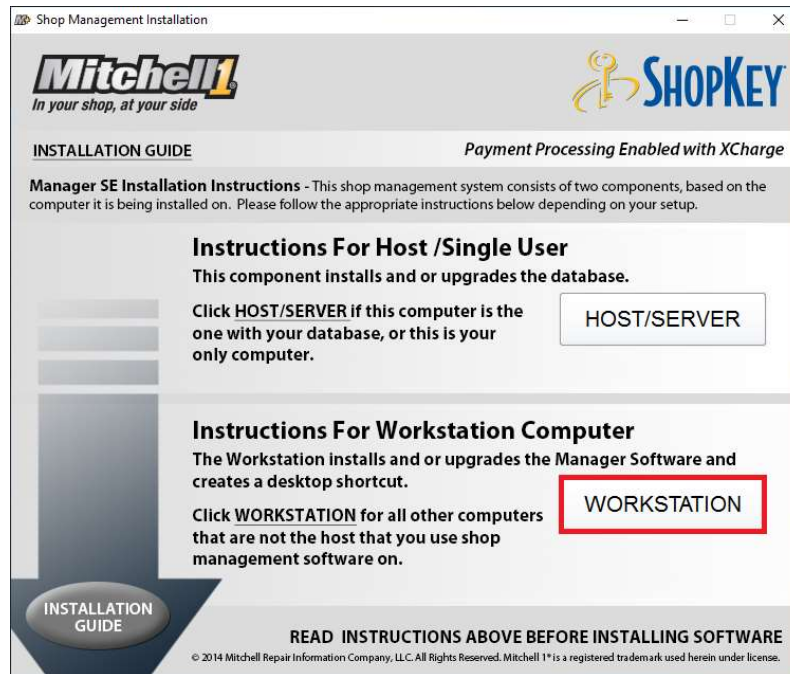 Shop Management Installation
Mitchell1
In your shop, at your side
SHOPKEY
INSTALLATION GUIDE
Payment Processing Enabled with XCharge
Manager SE Installation Instructions - This shop management system consists of two components, based on the
computer it is being installed on. Please follow the appropriate instructions below depending on your setup.
Instructions For Host /Single User
This component installs and or upgrades the database.
Click HOST/SERVER if this computer is the
one with your database, or this is your
only computer.
HOST/SERVER
Instructions For Workstation Computer
The Workstation installs and or upgrades the Manager Software and
creates a desktop shortcut.
Click WORKSTATION for all other computers
that are not the host that you use shop
management software on.
WORKSTATION
INSTALLATION
GUIDE
READ INSTRUCTIONS ABOVE BEFORE INSTALLING SOFTWARE
© 2014 Mitchell Repair Information Company, LLC. All Rights Reserved. Mitchell 1® is a registered trademark used herein under license.